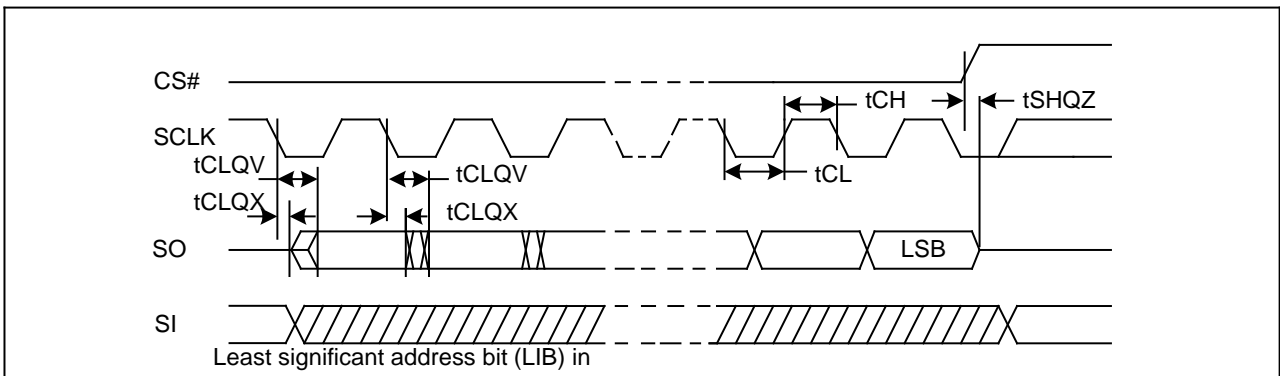 CS#
tCH
tSHQZ
SCLK
tCLQV
tCLQV
tCL
tCLQX
tCLQX
SO
LSB
SI
Least significant address bit (LIB) in